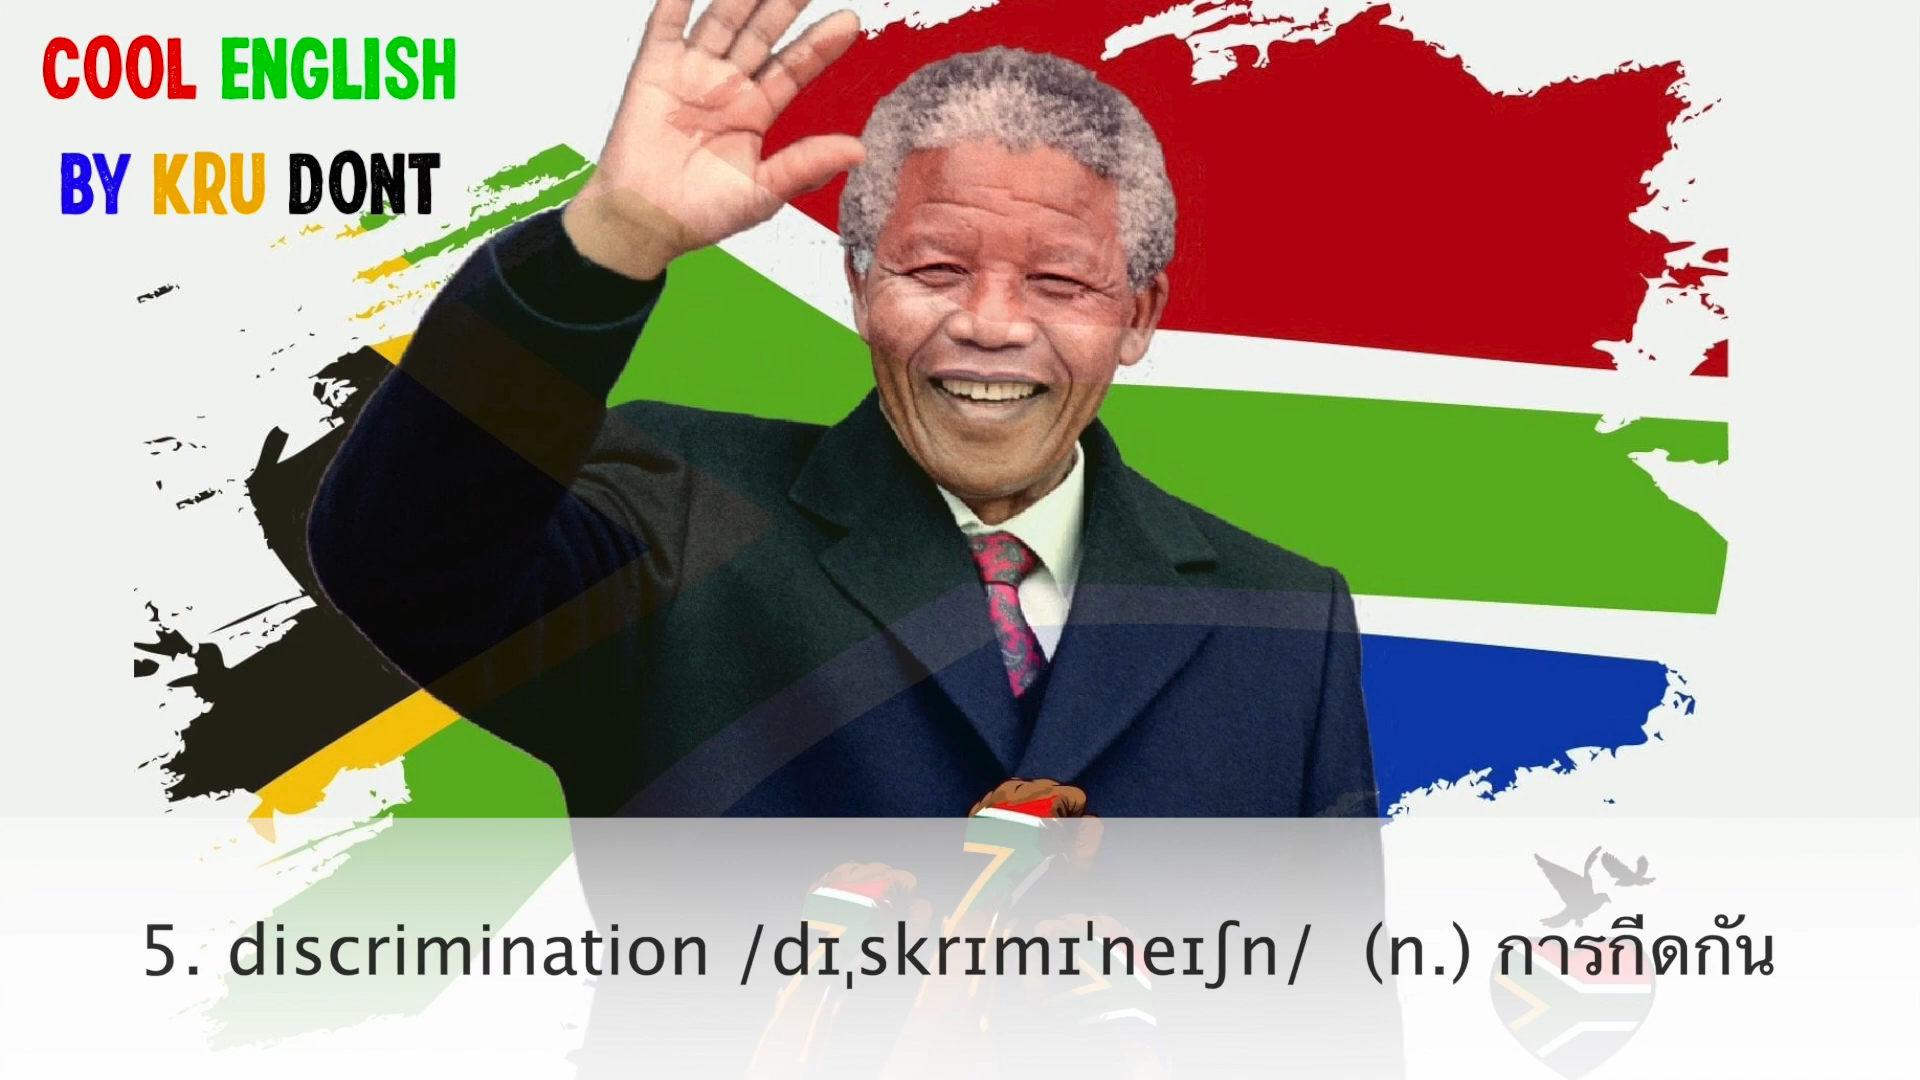 COOL ENGLISH
BY KRU DONT
5. discrimination /dɪˌskrɪmɪˈneɪʃn/ (n.) การกีดกัน